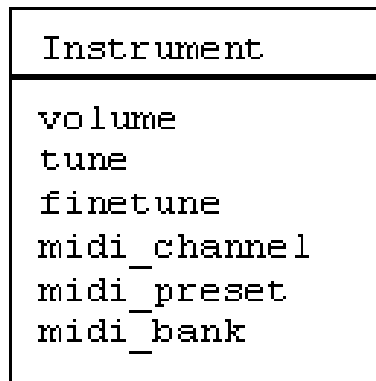 Instrument
volume
tune
finetune
midi_channel
midi_preset
midi_bank